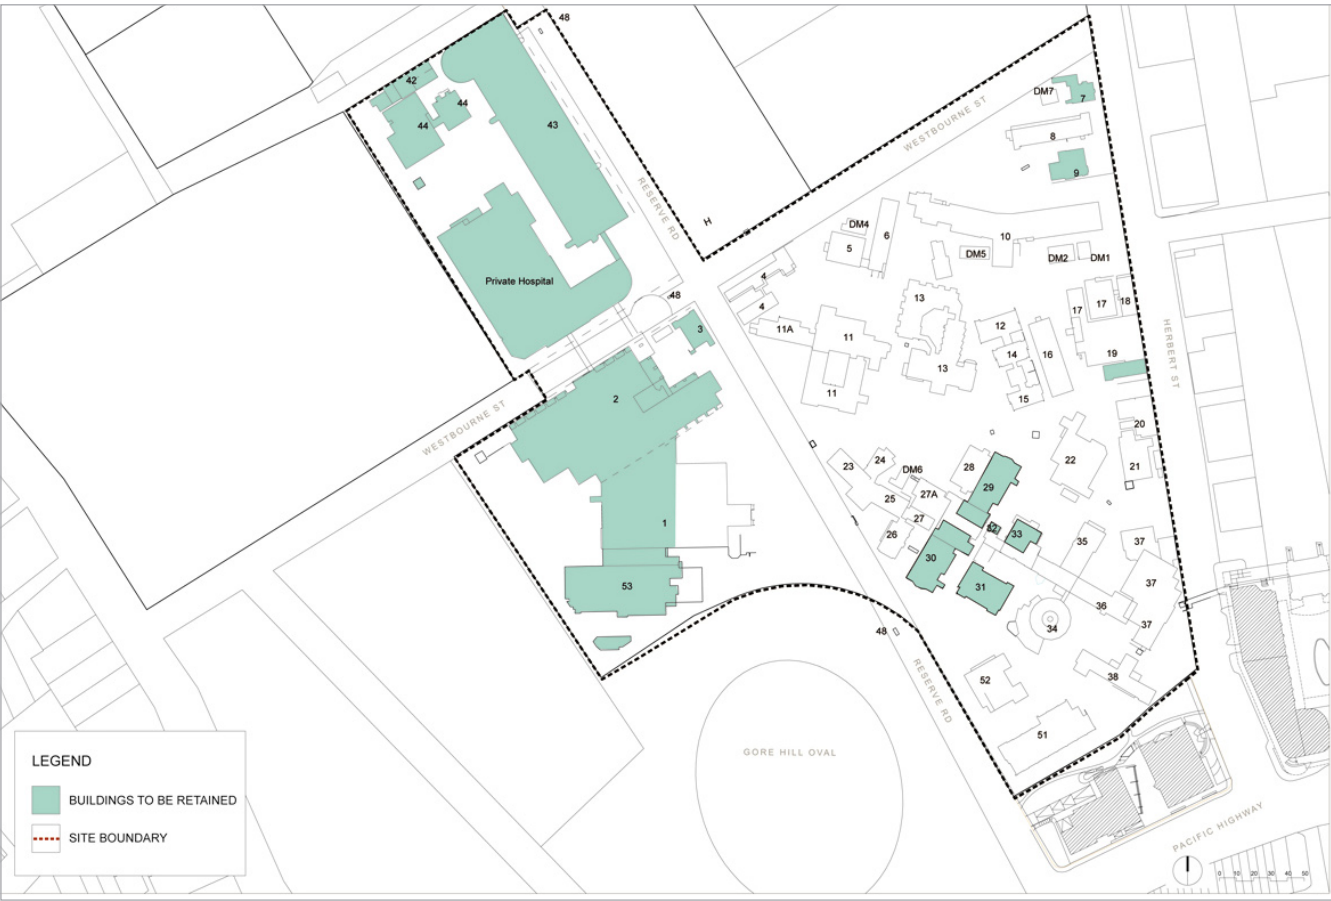 48
42
44
44
43
DM7
7
WESTBOURNE ST
8
9
RESERVE RD
H
DM4
6
5
10
DM5
DM2
DM1
Private Hospital
4
4
48
13
17
17
18
3
11A
11
12
14
16
19
HERBERT ST
13
11
15
2
WESTBOURNE ST
20
24
23
DM6
28
22
21
29
27A
25
27
1
32
33
26
35
37
30
31
37
53
36
34
37
48
RESERVE RD
52
38
51
GORE HILL OVAL
PACIFIC HIGHWAY
LEGEND
BUILDINGS TO BE RETAINED
SITE BOUNDARY
0 10 20 30 40 50